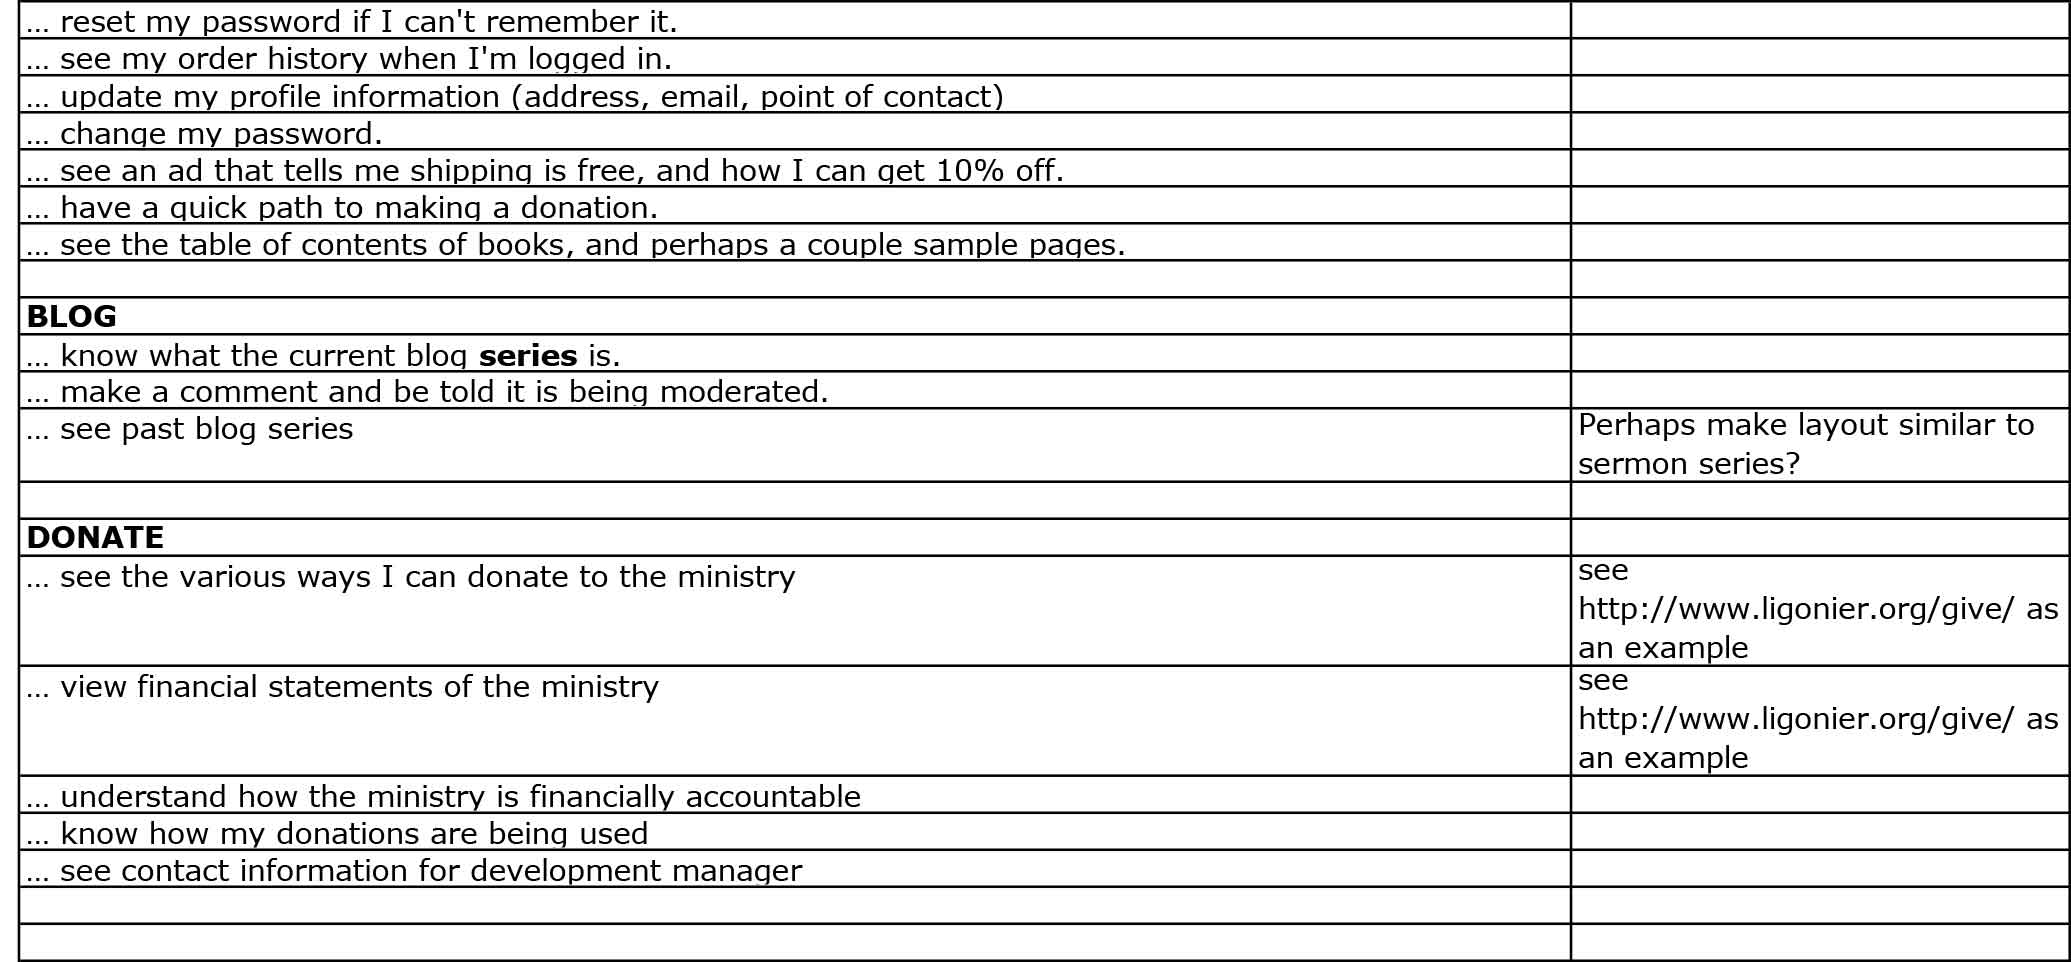 ... reset my password if I can't remember it.
... see my order history when I'm logged in.
... update my profile information (address, email, point of contact)
... change my password.
... see an ad that tells me shipping is free, and how I can get 10% off.
... have a quick path to making a donation.
... see the table of contents of books, and perhaps a couple sample pages.
BLOG
... know what the current blog series is.
... make a comment and be told it is being moderated.
... see past blog series
Perhaps make layout similar to
sermon series?
DONATE
... see the various ways I can donate to the ministry
see
http://www.ligonier.org/give/ as
an example
... view financial statements of the ministry
see
http://www.ligonier.org/give/ as
an example
... understand how the ministry is financially accountable
... know how my donations are being used
... see contact information for development manager